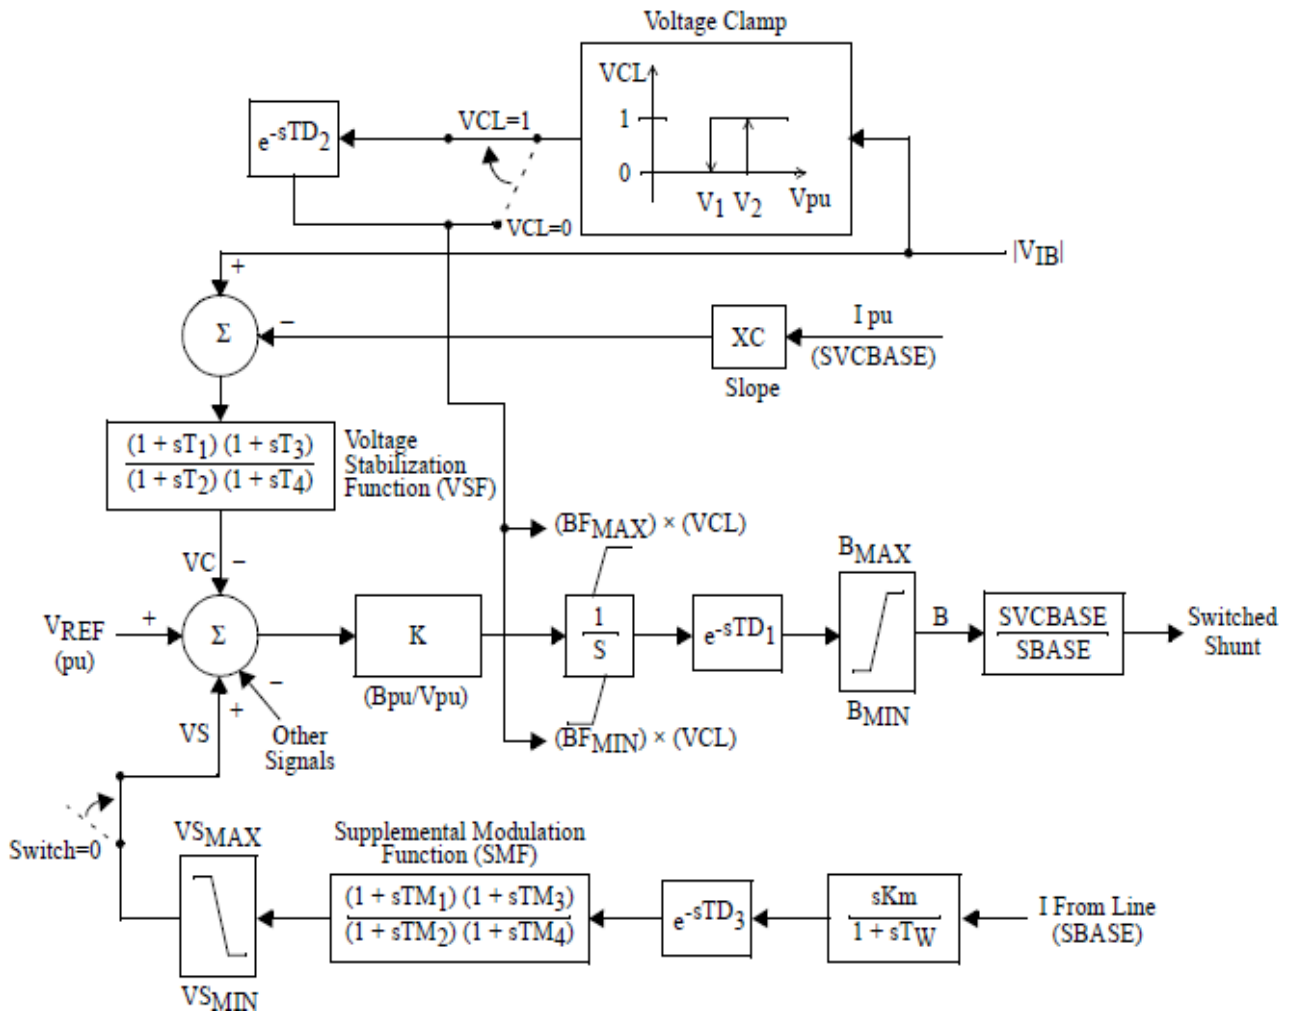 Voltage Clamp
VCL
1
0
V1 V2
Vpu
e-sTD2
VCL=1
VCL=0
|VIB|
+
−
Σ
XC
I pu
(SVCBASE)
Slope
(1 + sT1) (1 + sT3)
(1 + sT2) (1 + sT4)
Voltage
Stabilization
Function (VSF)
VC
−
(BFMAX) × (VCL)
BMAX
VREF
(pu)
+
Σ
K
(Bpu/Vpu)
1
S
e-sTD1
B
SVCBASE
SBASE
Switched
Shunt
BMIN
−
+
VS
Other
Signals
(BFMIN) × (VCL)
Switch=0
VSMAX
VSMIN
Supplemental Modulation
Function (SMF)
(1 + sTM1) (1 + sTM3)
(1 + sTM2) (1 + sTM4)
e-sTD3
sKm
1 + sTW
I From Line
(SBASE)